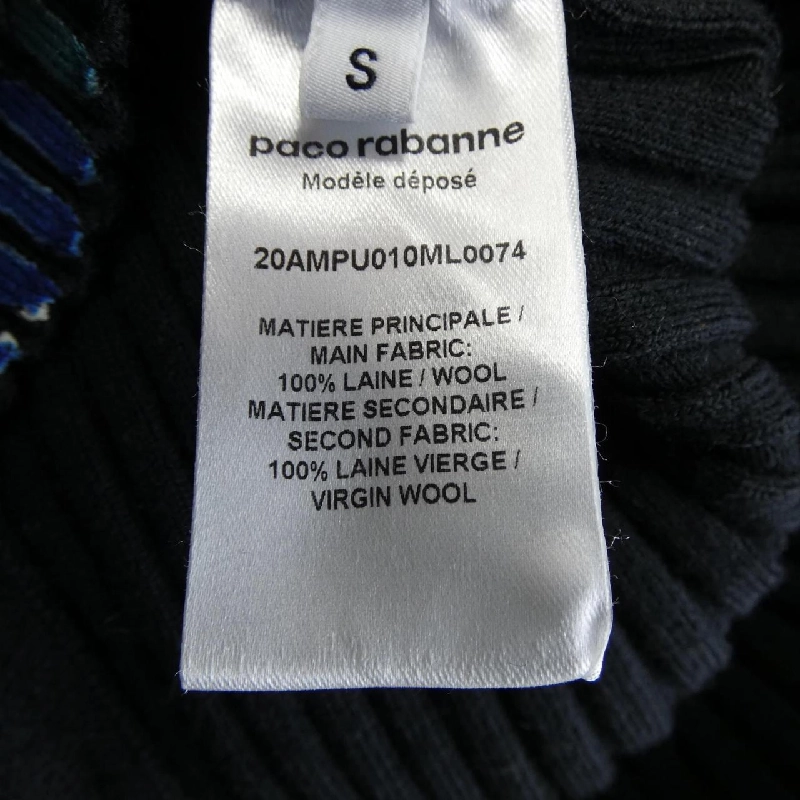 S
paco rabanne
Modèle déposé
20AMPU010ML0074
MATIERE PRINCIPALE /
MAIN FABRIC:
100% LAINE / WOOL
MATIERE SECONDAIRE /
SECOND FABRIC:
100% LAINE VIERGE /
VIRGIN WOOL